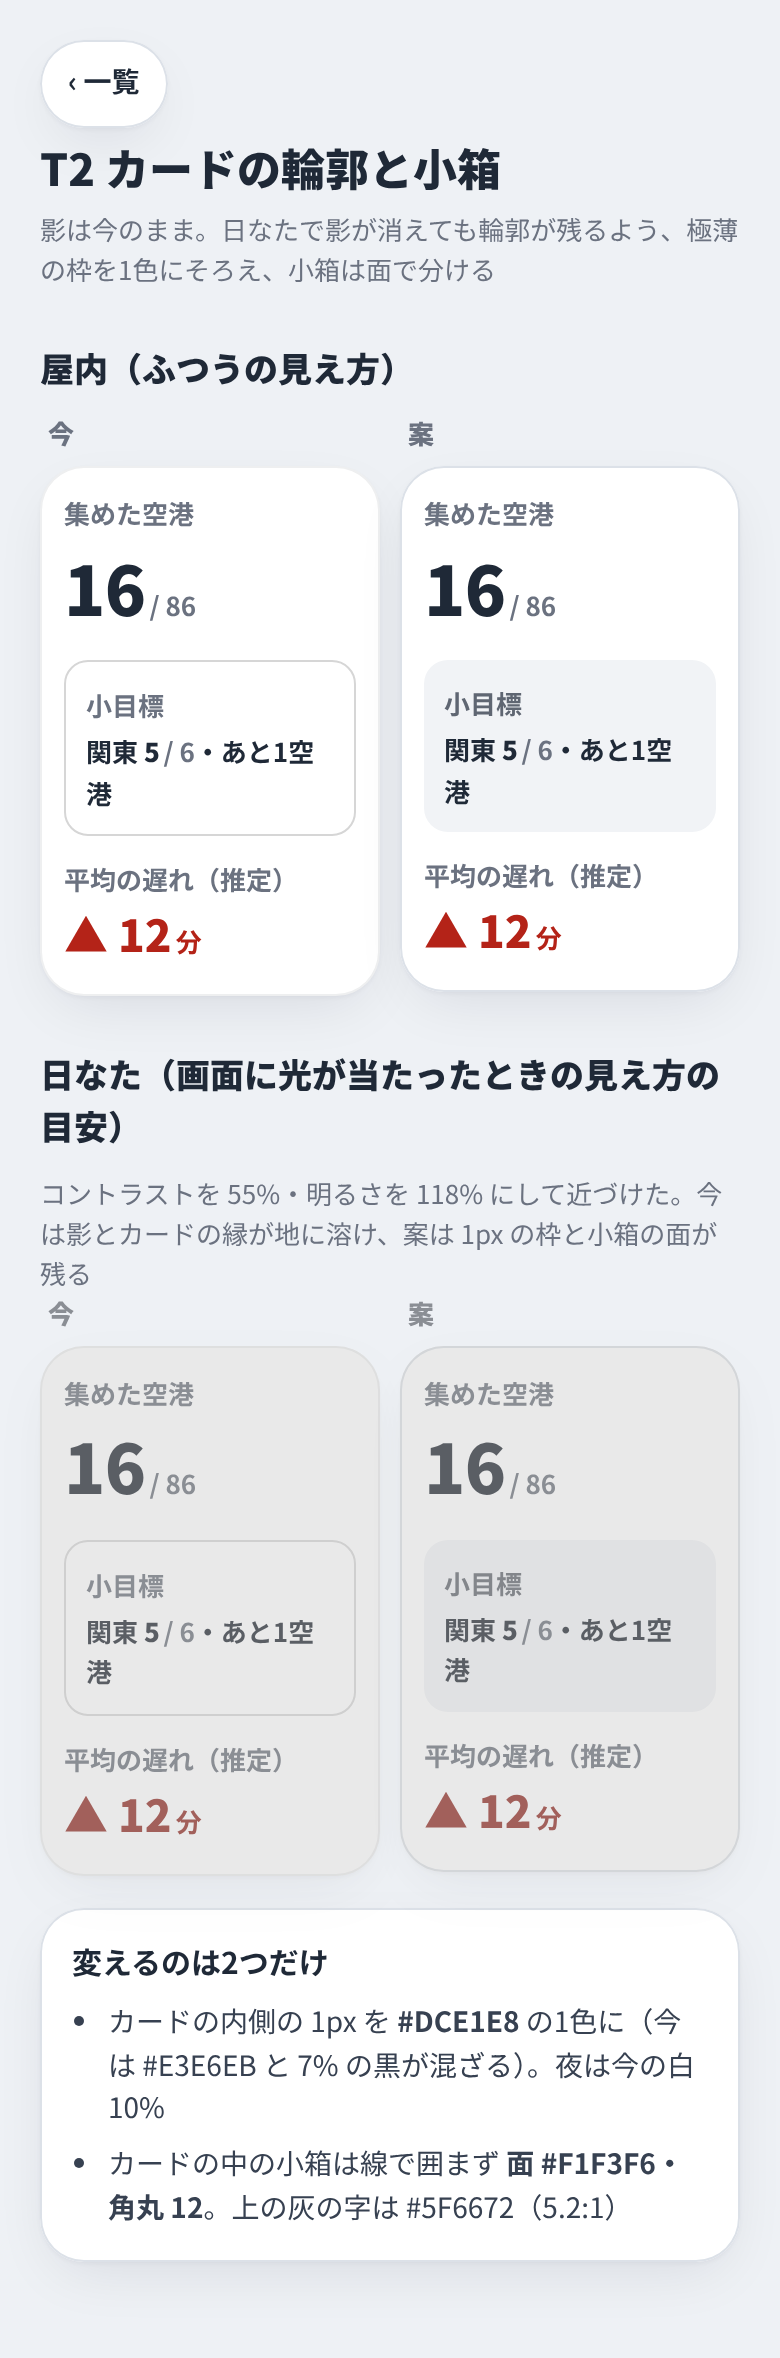 ‹ 一覧
T2 カードの輪郭と小箱
影は今のまま。日なたで影が消えても輪郭が残るよう、極薄
の枠を1色にそろえ、小箱は面で分ける
屋内（ふつうの見え方）
今
案
集めた空港
16 / 86
小目標
関東 5 / 6・あと1空
港
平均の遅れ（推定）
▲ 12 分
集めた空港
16 / 86
小目標
関東 5 / 6・あと1空
港
平均の遅れ（推定）
▲ 12 分
日なた（画面に光が当たったときの見え方の
目安）
コントラストを 55%・明るさを 118% にして近づけた。今
は影とカードの縁が地に溶け、案は 1px の枠と小箱の面が
残る
今
案
集めた空港
16 / 86
小目標
関東 5 / 6・あと1空
港
平均の遅れ（推定）
▲ 12 分
集めた空港
16 / 86
小目標
関東 5 / 6・あと1空
港
平均の遅れ（推定）
▲ 12 分
変えるのは2つだけ
• カードの内側の 1px を #DCE1E8 の1色に（今
は #E3E6EB と 7% の黒が混ざる）。夜は今の白
10%
• カードの中の小箱は線で囲まず 面 #F1F3F6・
角丸 12。上の灰の字は #5F6672（5.2:1）